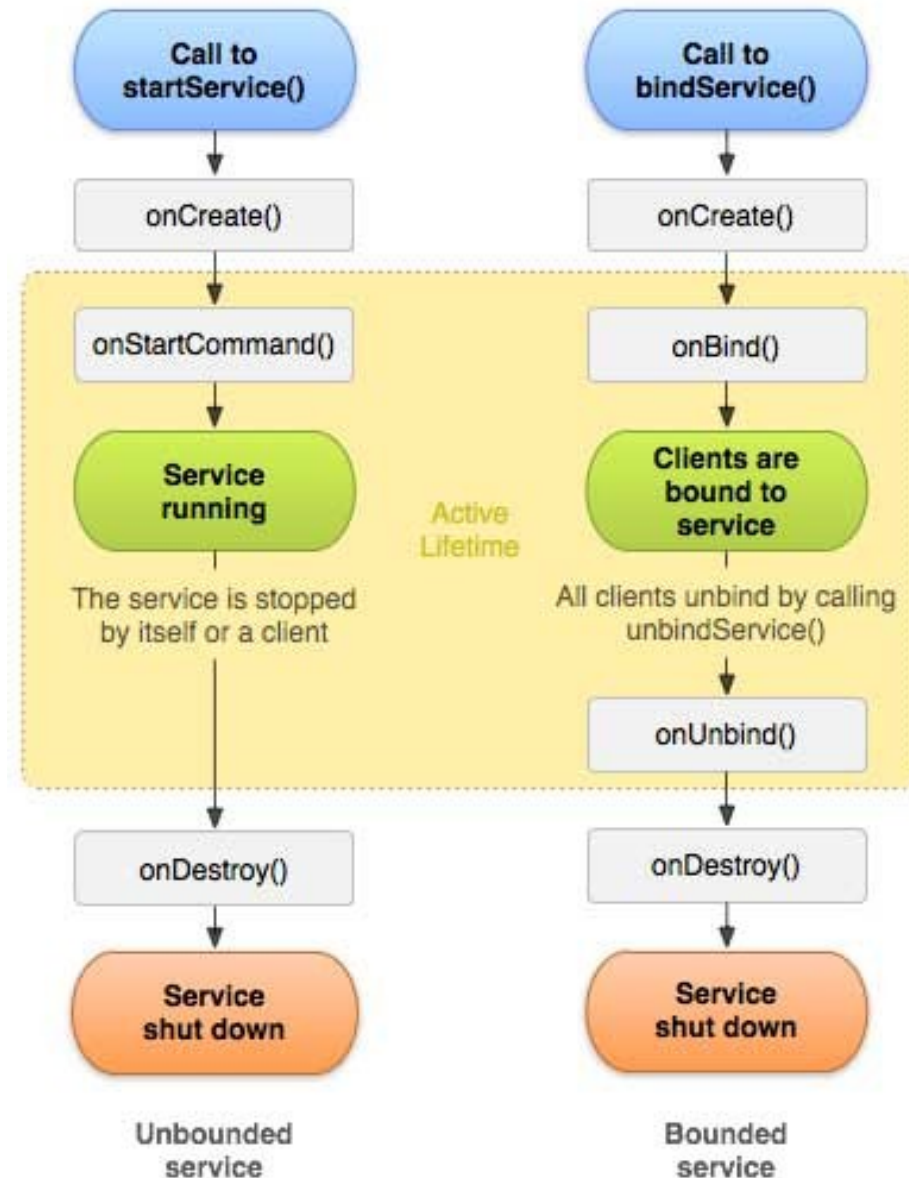 Call to
startService()
onCreate()
onStartCommand()
Service
running
The service is stopped
by itself or a client
onDestroy()
Service
shut down
Unbounded
service
Active
Lifetime
Call to
bindService()
onCreate()
onBind()
Clients are
bound to
service
All clients unbind by calling
unbindService()
onUnbind()
onDestroy()
Service
shut down
Bounded
service